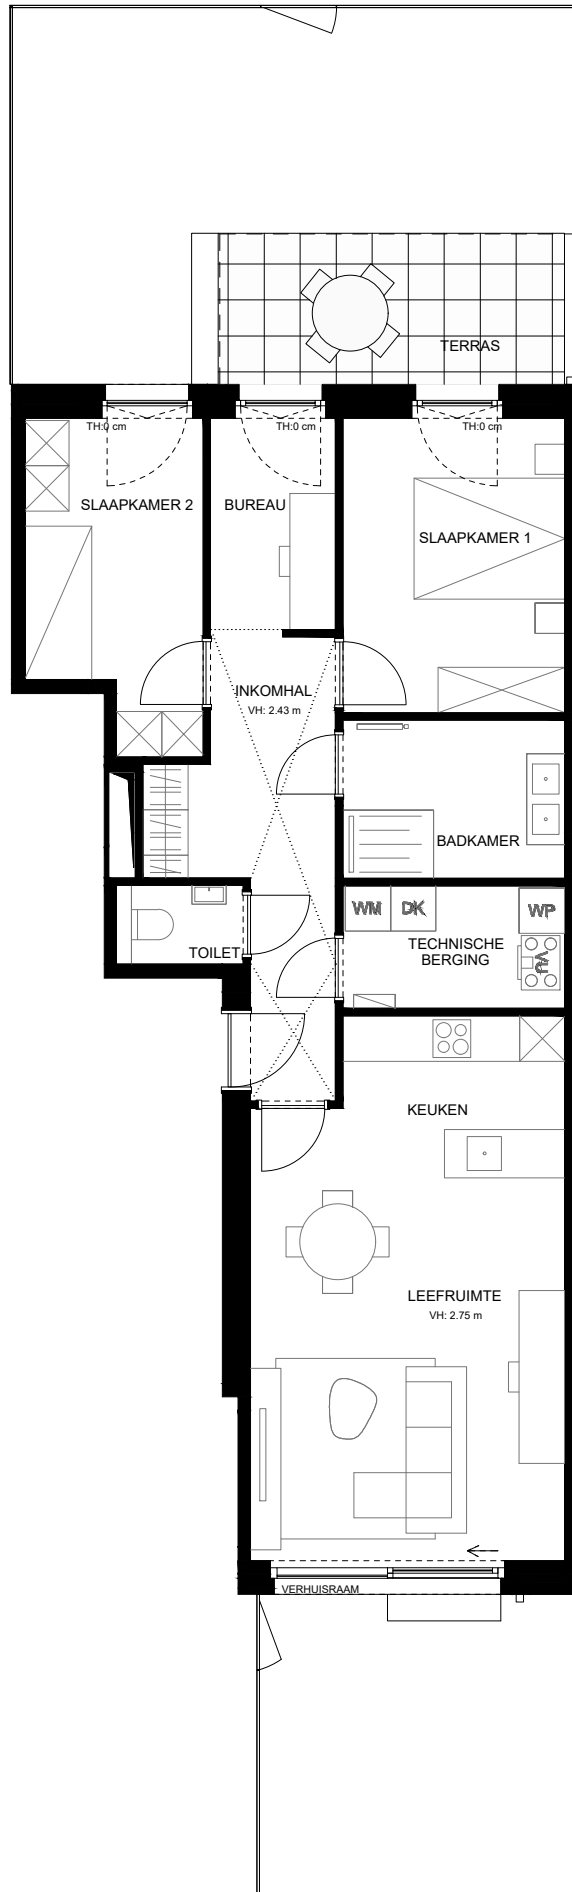 TERRAS
TH:0 cm
TH:0 cm
TH:0 cm
SLAAPKAMER 2
BUREAU
SLAAPKAMER 1
INKOMHAL
VH: 2.43 m
BADKAMER
WM
DK
WP
TOILET
TECHNISCHE
BERGING
VU
KEUKEN
LEEFRUIMTE
VH: 2.75 m
VERHUISRAAM